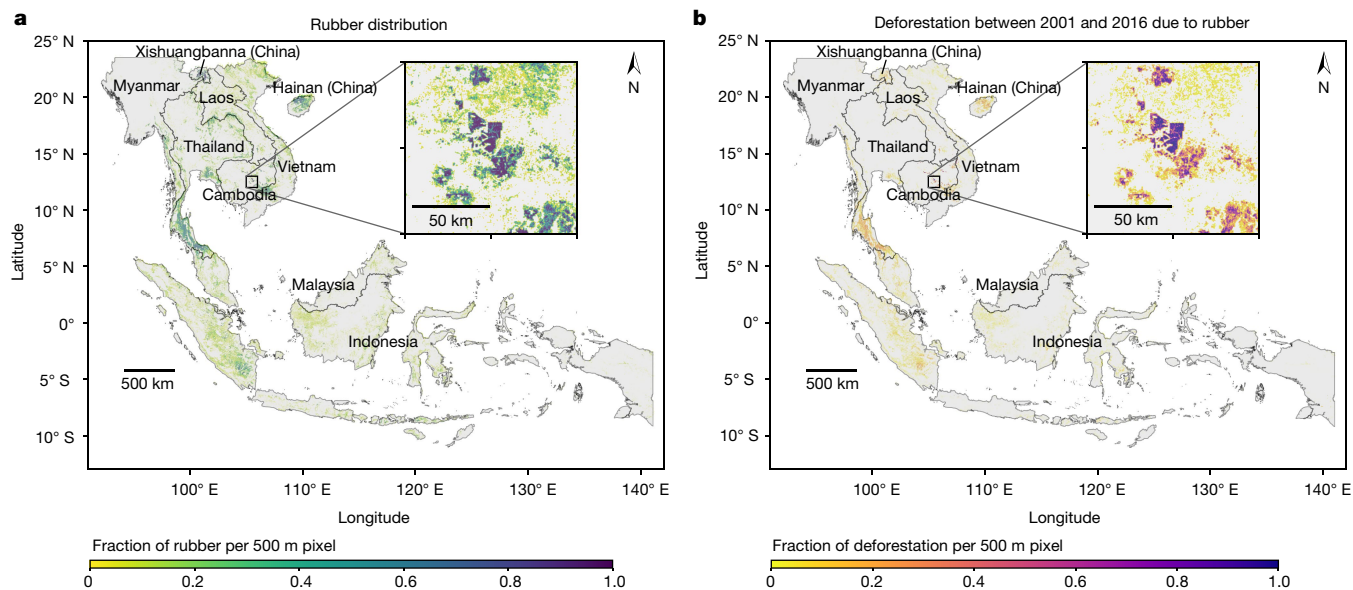 a
Rubber distribution
25° N
20° N
15° N
10° N
5° N
0°
5° S
10° S
Latitude
Xishuangbanna (China)
Myanmar
Laos
Hainan (China)
Thailand
Vietnam
Cambodia
Malaysia
Indonesia
N
50 km
500 km
100° E 110° E 120° E 130° E 140° E
Longitude
Fraction of rubber per 500 m pixel
0 0.2 0.4 0.6 0.8 1.0
b
Deforestation between 2001 and 2016 due to rubber
25° N
20° N
15° N
10° N
5° N
0°
5° S
10° S
Latitude
Xishuangbanna (China)
Myanmar
Laos
Hainan (China)
Thailand
Vietnam
Cambodia
Malaysia
Indonesia
N
50 km
500 km
100° E 110° E 120° E 130° E 140° E
Longitude
Fraction of deforestation per 500 m pixel
0 0.2 0.4 0.6 0.8 1.0